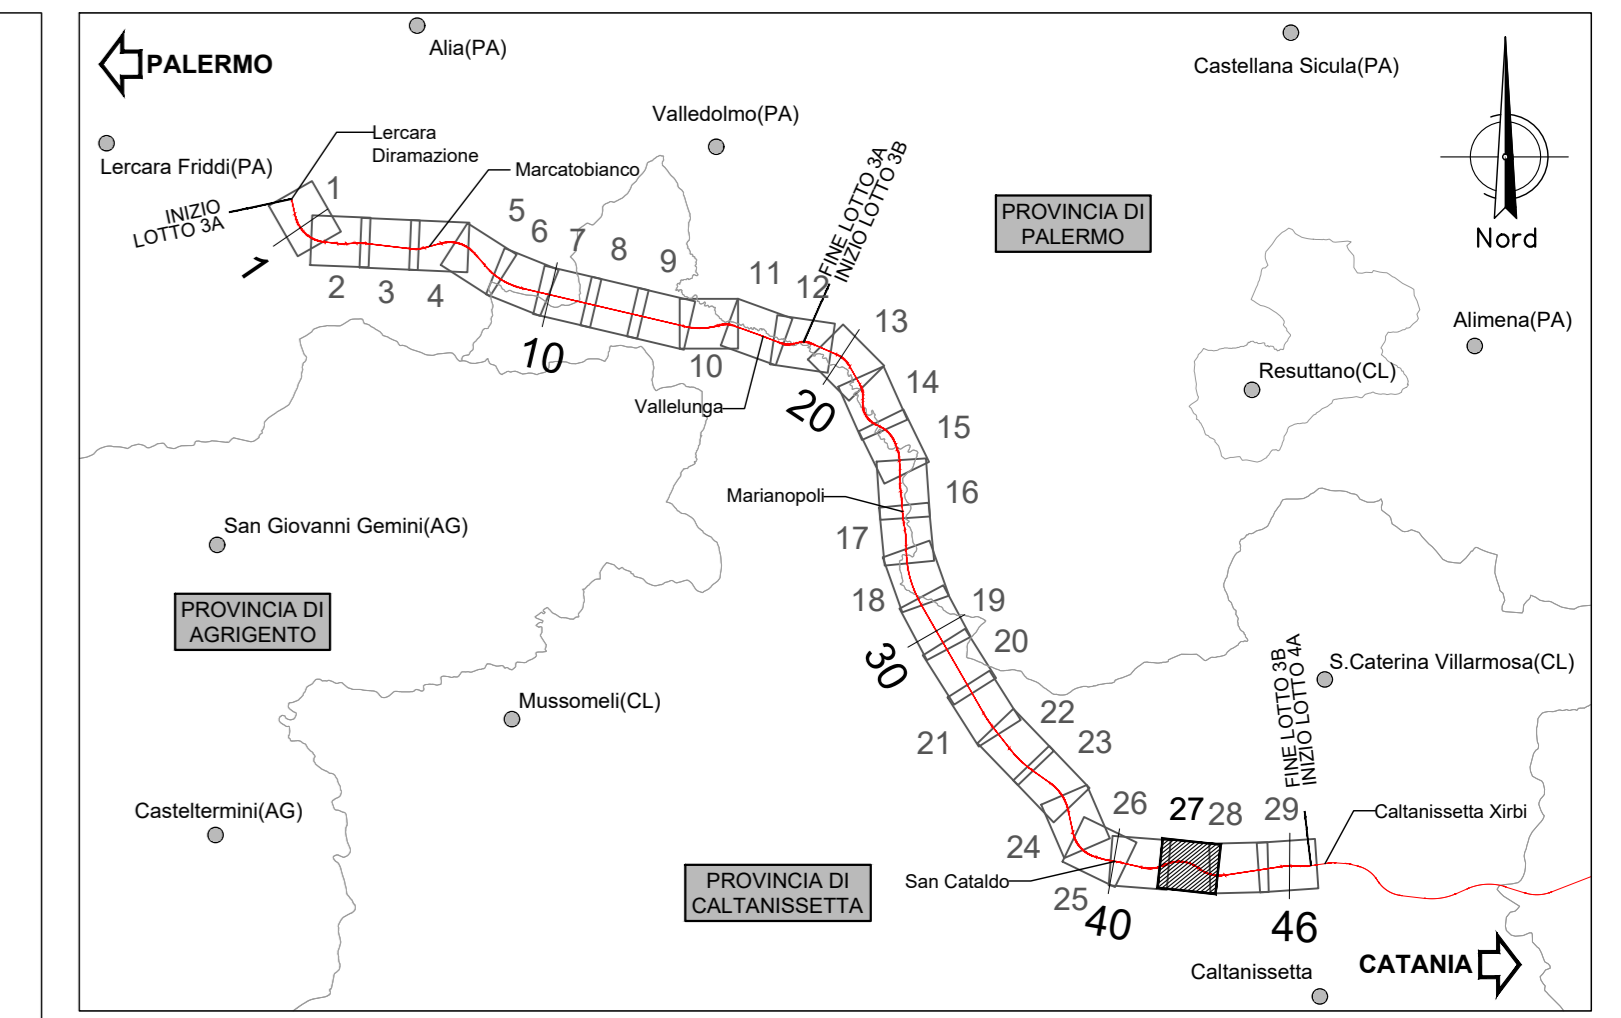 PALERMO
Alia(PA)
Castellana Sicula(PA)
Valledolmo(PA)
Lercara Friddi(PA)
Lercara
Diramazione
Marcatobianco
INIZIO
LOTTO 3A
FINE LOTTO 3A
INIZIO LOTTO 3B
PROVINCIA DI
PALERMO
Nord
1
1
2
3
4
5
6
7
8
9
10
10
11
12
13
Vallelunga
20
14
15
Alimena(PA)
Resuttano(CL)
Marianopoli
16
17
San Giovanni Gemini(AG)
PROVINCIA DI
AGRIGENTO
18
19
20
30
S.Caterina Villarmosa(CL)
FINE LOTTO 3B
INIZIO LOTTO 4A
Mussomeli(CL)
21
22
23
Casteltermini(AG)
24
25
26
27
28
29
Caltanissetta Xirbi
San Cataldo
PROVINCIA DI
CALTANISSETTA
40
46
Caltanissetta
CATANIA